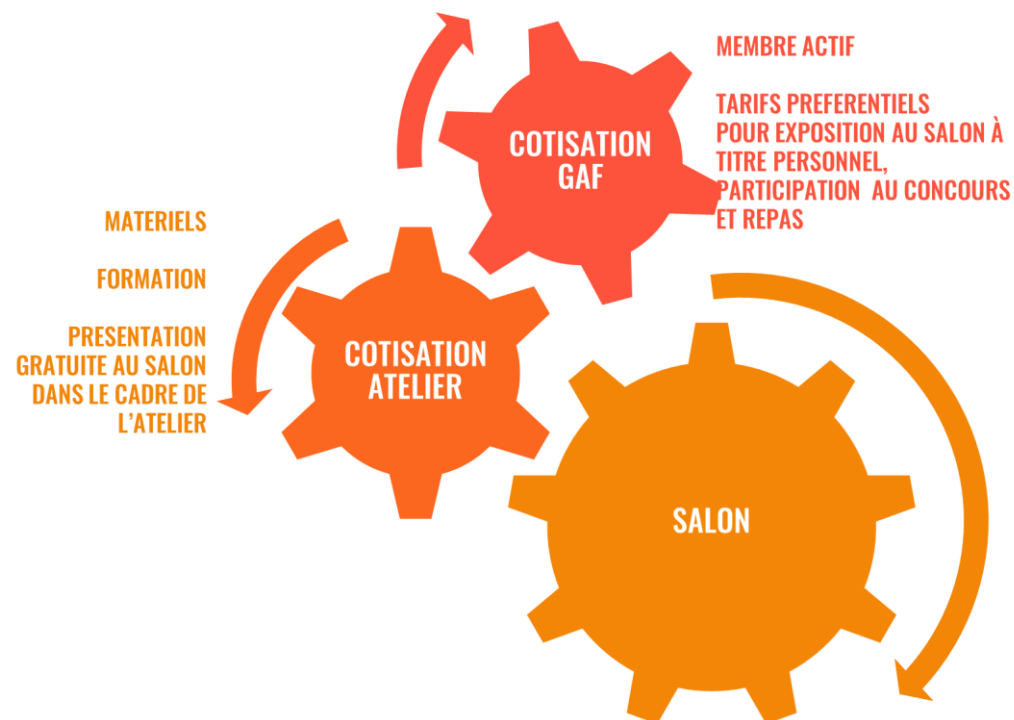 MEMBRE ACTIF
TARIFS PREFERENTIELS
POUR EXPOSITION AU SALON À
TITRE PERSONNEL,
PARTICIPATION AU CONCOURS
ET REPAS
COTISATION
GAF
MATERIELS
FORMATION
PRESENTATION
GRATUITE AU SALON
DANS LE CADRE DE
L’ATELIER
COTISATION
ATELIER
SALON